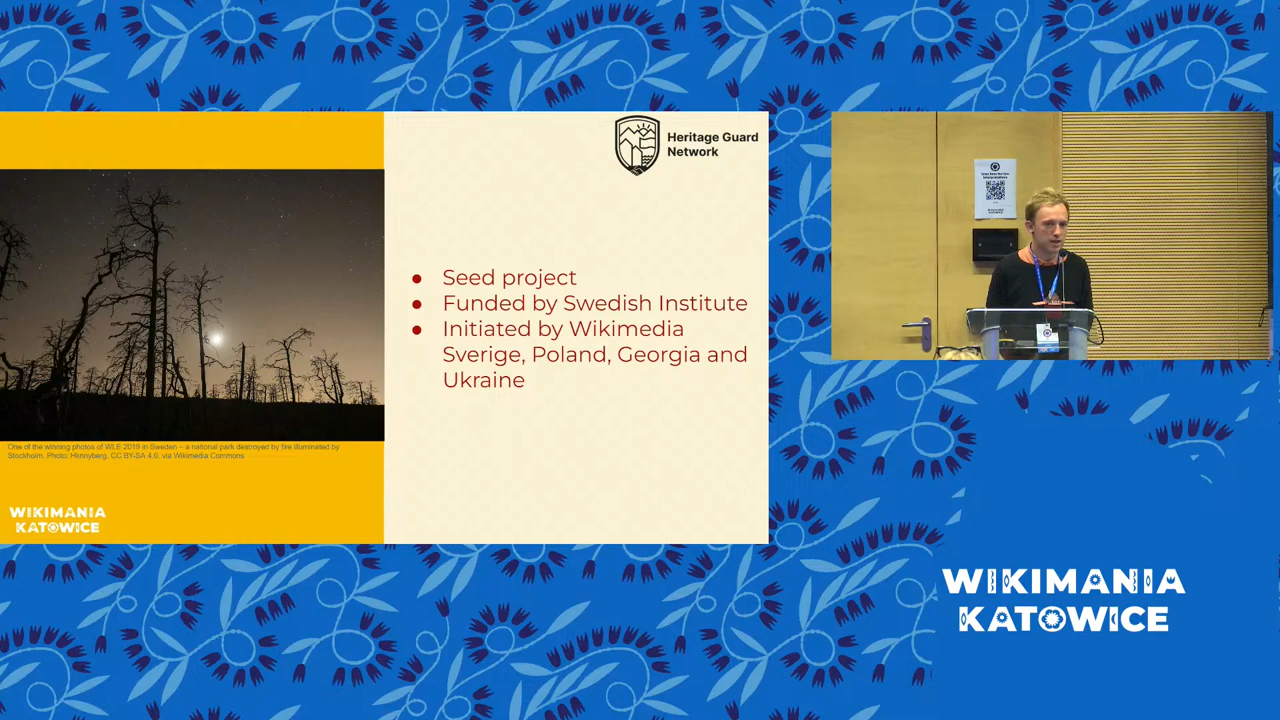 Heritage Guard
Network
● Seed project
● Funded by Swedish Institute
● Initiated by Wikimedia
Sverige, Poland, Georgia and
Ukraine
One of the winning photos of WLE 2019 in Sweden – a national park destroyed by fire illuminated by
Stockholm. Photo: Hknnyberg, CC BY-SA 4.0, via Wikimedia Commons
WIKIMANIA
KATOWICE
WIKIMANIA
KATOWICE